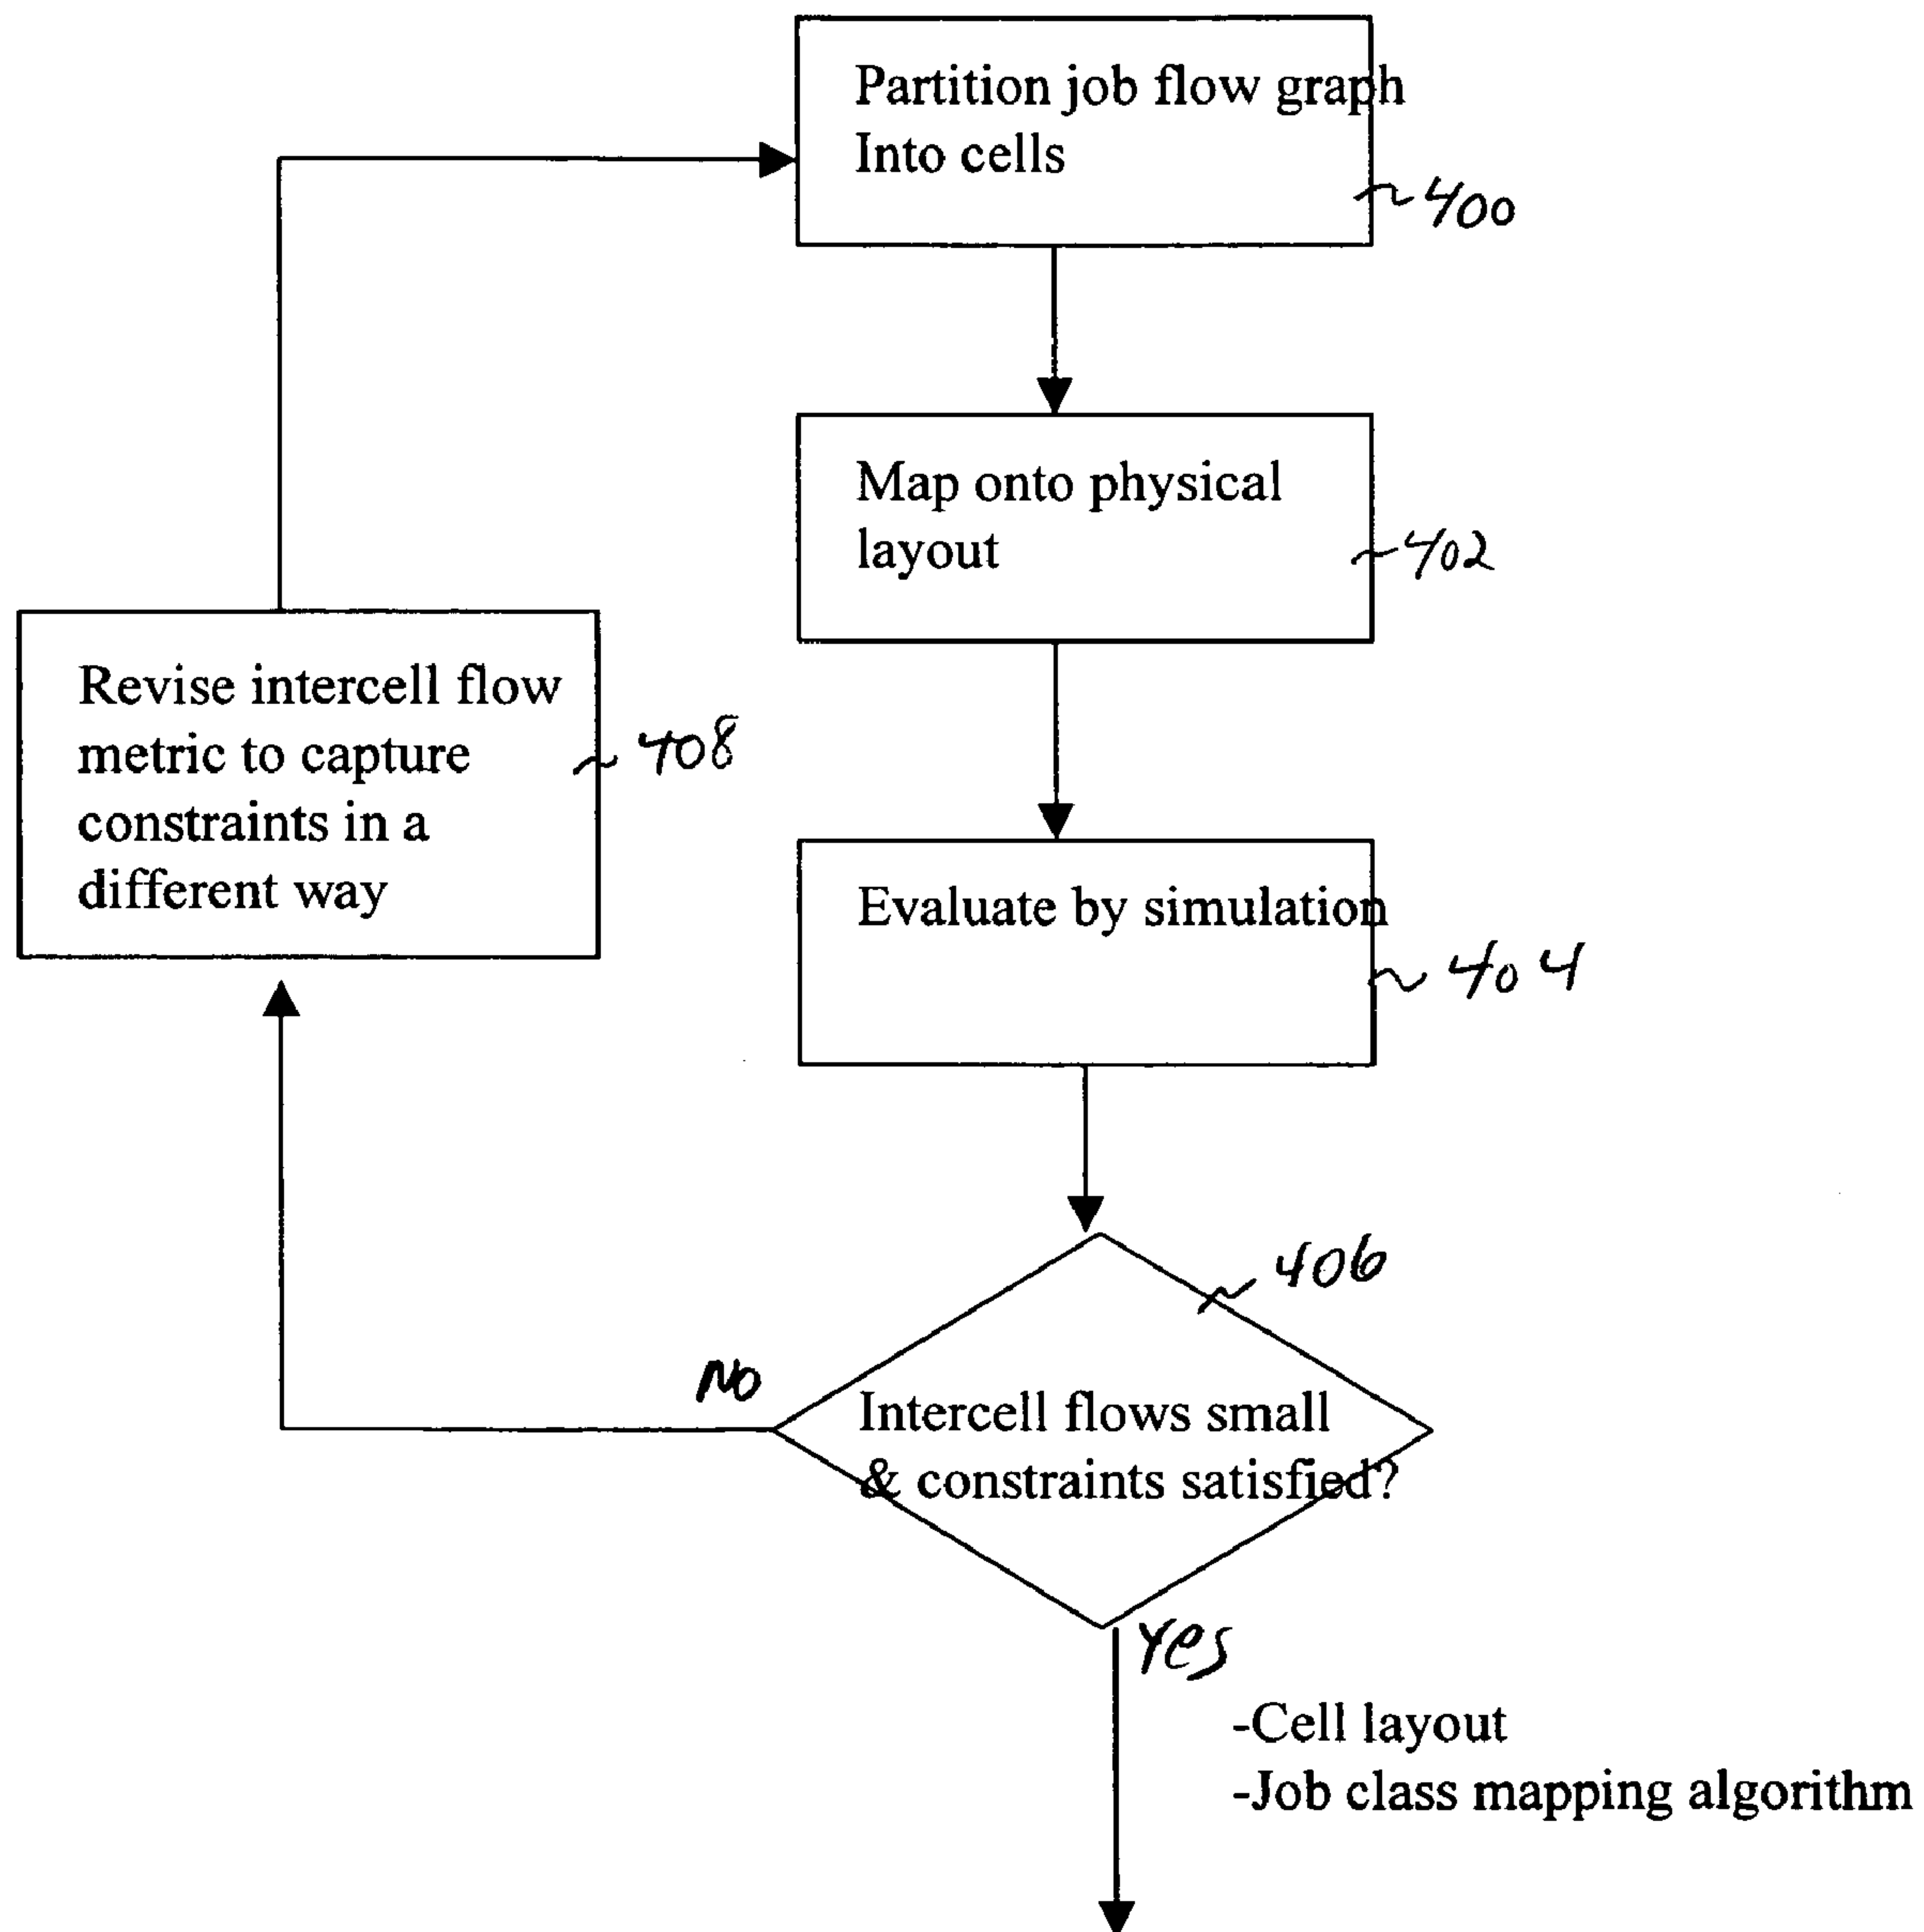 Partition job flow graph
Into cells
400
Map onto physical
layout
402
Revise intercell flow
metric to capture
constraints in a
different way
408
Evaluate by simulation
404
406
No
Intercell flows small
& constraints satisfied?
Yes
-Cell layout
-Job class mapping algorithm